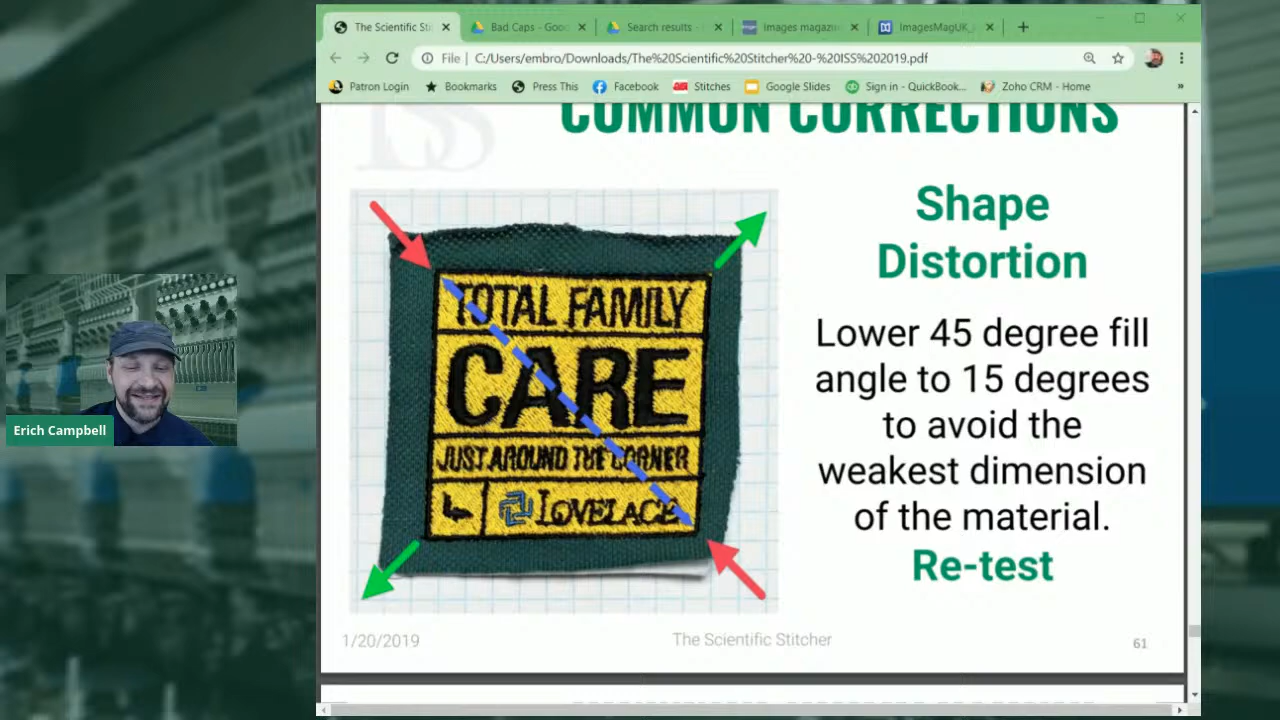 The Scientific Sti
Bad Caps - Goo
Search results -
Images magazin
ImagesMagUK_
File | C:/Users/embro/Downloads/The%20Scientific%20Stitcher%20-%20ISS%202019.pdf
Patron Login
Bookmarks
Press This
Facebook
Stitches
Google Slides
Sign in - QuickBook...
Zoho CRM - Home
»
ISS
COMMON CORRECTIONS
TOTAL FAMILY
CARE
JUST AROUND THE CORNER
LOVELACE
Shape
Distortion
Lower 45 degree fill
angle to 15 degrees
to avoid the
weakest dimension
of the material.
Re-test
1/20/2019
The Scientific Stitcher
61
Erich Campbell